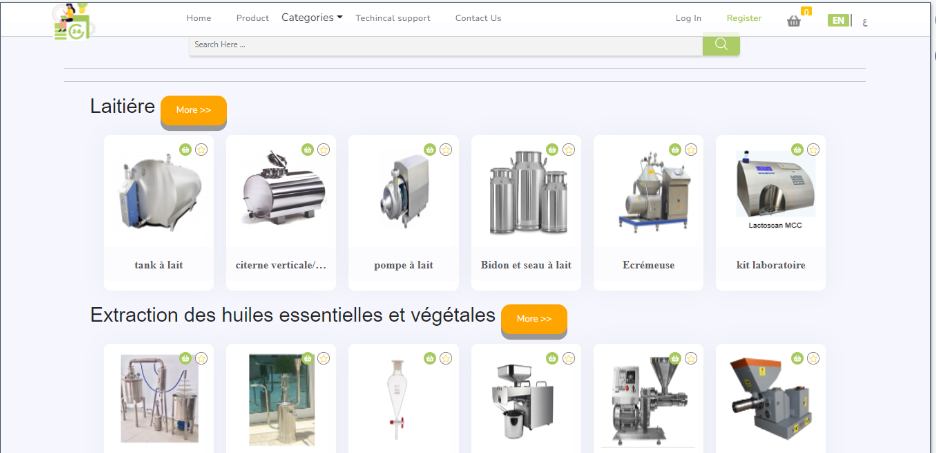 Home Product Categories Techincal support Contact Us Log In Register 0 EN ع
24
Search Here ...
Laitiére More >>
Lactoscan MCC
tank à lait citerne verticale/... pompe à lait Bidon et seau à lait Ecrémeuse kit laboratoire
Extraction des huiles essentielles et végétales More >>